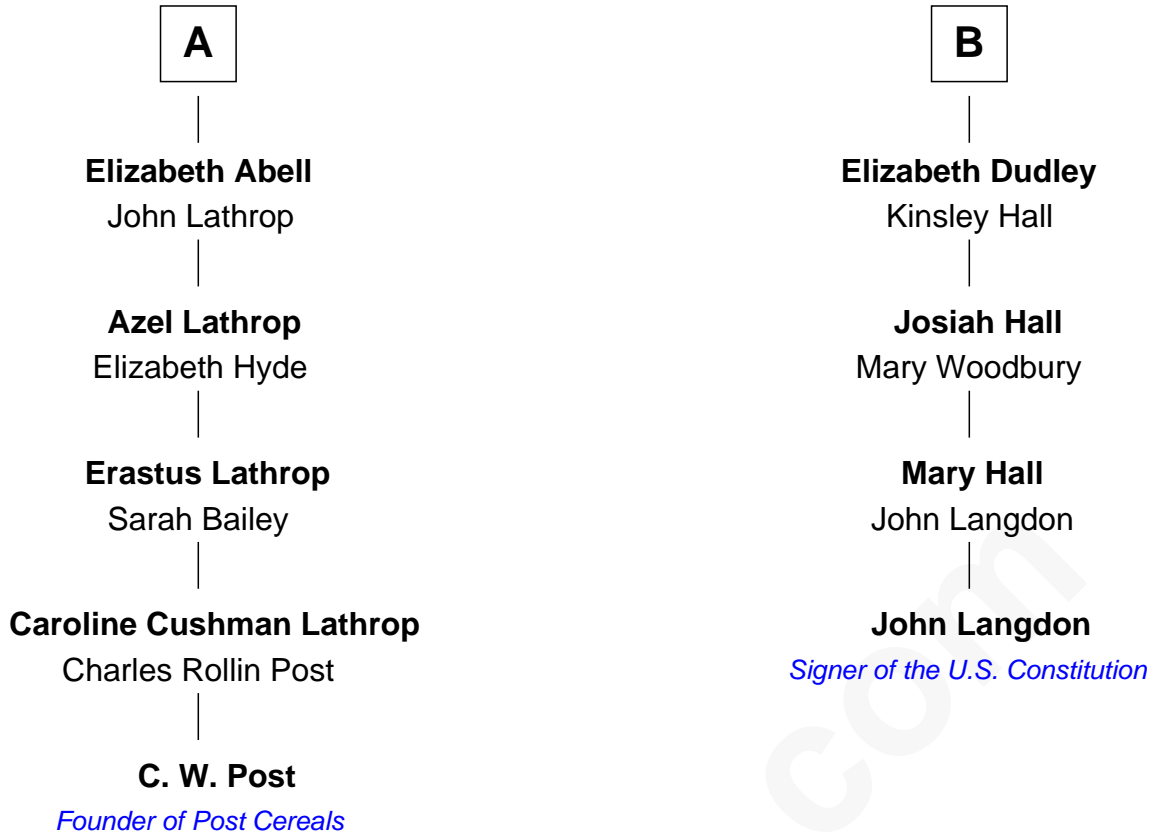 A
Elizabeth Abell
John Lathrop
Azel Lathrop
Elizabeth Hyde
Erastus Lathrop
Sarah Bailey
Caroline Cushman Lathrop
Charles Rollin Post
C. W. Post
Founder of Post Cereals
B
Elizabeth Dudley
Kinsley Hall
Josiah Hall
Mary Woodbury
Mary Hall
John Langdon
John Langdon
Signer of the U.S. Constitution
com